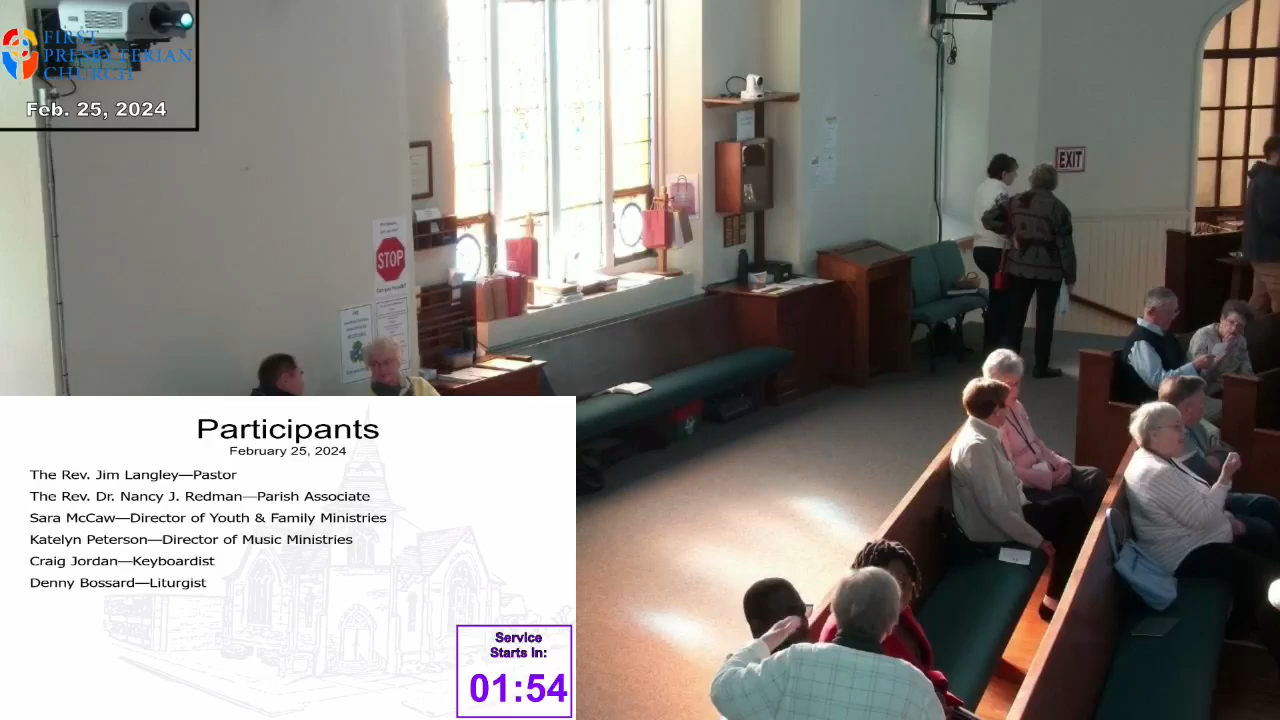 FIRST
PRESBYTERIAN
CHURCH
Feb. 25, 2024
STOP
EXIT
Participants
February 25, 2024
The Rev. Jim Langley—Pastor
The Rev. Dr. Nancy J. Redman—Parish Associate
Sara McCaw—Director of Youth & Family Ministries
Katelyn Peterson—Director of Music Ministries
Craig Jordan—Keyboardist
Denny Bossard—Liturgist
Service
Starts In:
01:54